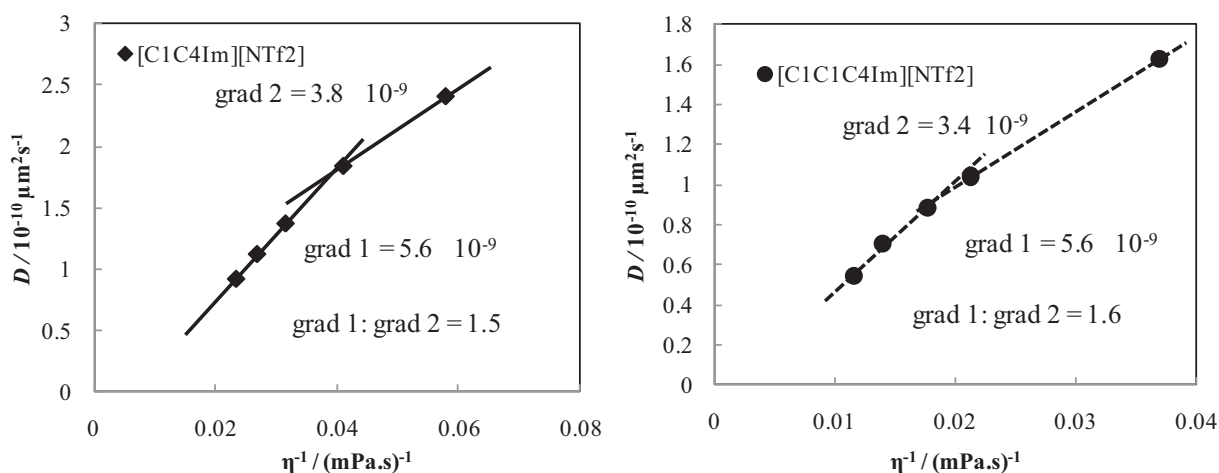 3
2.5
2
1.5
1
0.5
0
0
0.02
0.04
0.06
0.08
D / 10⁻¹⁰ μm²s⁻¹
η⁻¹ / (mPa.s)⁻¹
[C1C4Im][NTf2]
grad 2 = 3.8 10⁻⁹
grad 1 = 5.6 10⁻⁹
grad 1: grad 2 = 1.5
1.8
1.6
1.4
1.2
1
0.8
0.6
0.4
0.2
0
0
0.01
0.02
0.03
0.04
D / 10⁻¹⁰ μm²s⁻¹
η⁻¹ / (mPa.s)⁻¹
[C1C1C4Im][NTf2]
grad 2 = 3.4 10⁻⁹
grad 1 = 5.6 10⁻⁹
grad 1: grad 2 = 1.6